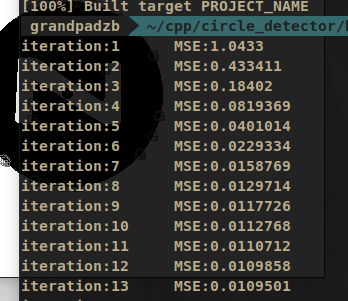 [100%] Built target PROJECT_NAME
grandpadzb ~/cpp/circle_detector/
iteration:1 MSE:1.0433
iteration:2 MSE:0.433411
iteration:3 MSE:0.18402
iteration:4 MSE:0.0819369
iteration:5 MSE:0.0401014
iteration:6 MSE:0.0229334
iteration:7 MSE:0.0158769
iteration:8 MSE:0.0129714
iteration:9 MSE:0.0117726
iteration:10 MSE:0.0112768
iteration:11 MSE:0.0110712
iteration:12 MSE:0.0109858
iteration:13 MSE:0.0109501